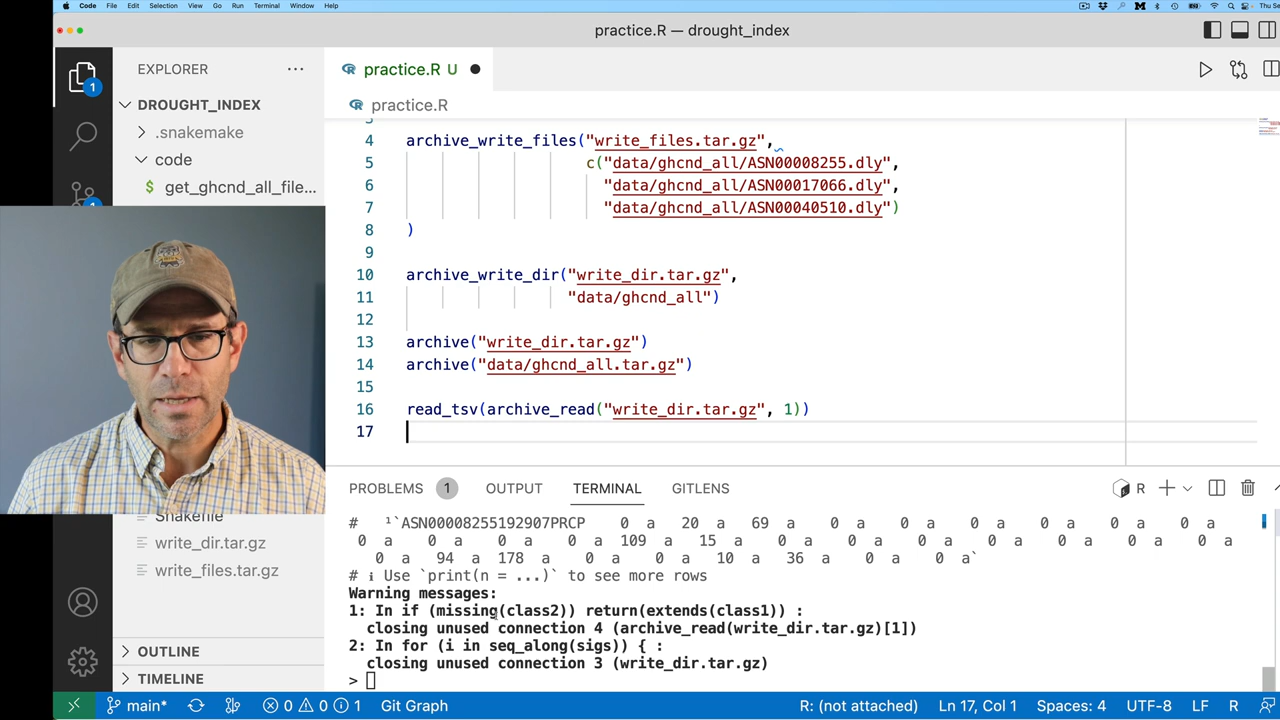 Code File Edit Selection View Go Run Terminal Window Help
practice.R — drought_index
EXPLORER
practice.R U
1
DROUGHT_INDEX
practice.R
.snakemake
code
get_ghcnd_all_file...
4 archive_write_files("write_files.tar.gz",
5 c("data/ghcnd_all/ASN00008255.dly",
6 "data/ghcnd_all/ASN00017066.dly",
7 "data/ghcnd_all/ASN00040510.dly")
8 )
9
10 archive_write_dir("write_dir.tar.gz",
11 "data/ghcnd_all")
12
13 archive("write_dir.tar.gz")
14 archive("data/ghcnd_all.tar.gz")
15
16 read_tsv(archive_read("write_dir.tar.gz", 1))
17
PROBLEMS 1 OUTPUT TERMINAL GITLENS R
Snakefile
write_dir.tar.gz
write_files.tar.gz
OUTLINE
TIMELINE
# ¹`ASN00008255192907PRCP 0 a 20 a 69 a 0 a 0 a 0 a 0 a 0 a
0 a 0 a 0 a 0 a 109 a 15 a 0 a 0 a 0 a 0 a 0 a 0 a
0 a 94 a 178 a 0 a 0 a 10 a 36 a 0 a 0 a`
# ℹ Use `print(n = ...)` to see more rows
Warning messages:
1: In if (missing(class2)) return(extends(class1)) :
closing unused connection 4 (archive_read(write_dir.tar.gz)[1])
2: In for (i in seq_along(sigs)) { :
closing unused connection 3 (write_dir.tar.gz)
>
main* 0 0 1 Git Graph R: (not attached) Ln 17, Col 1 Spaces: 4 UTF-8 LF R